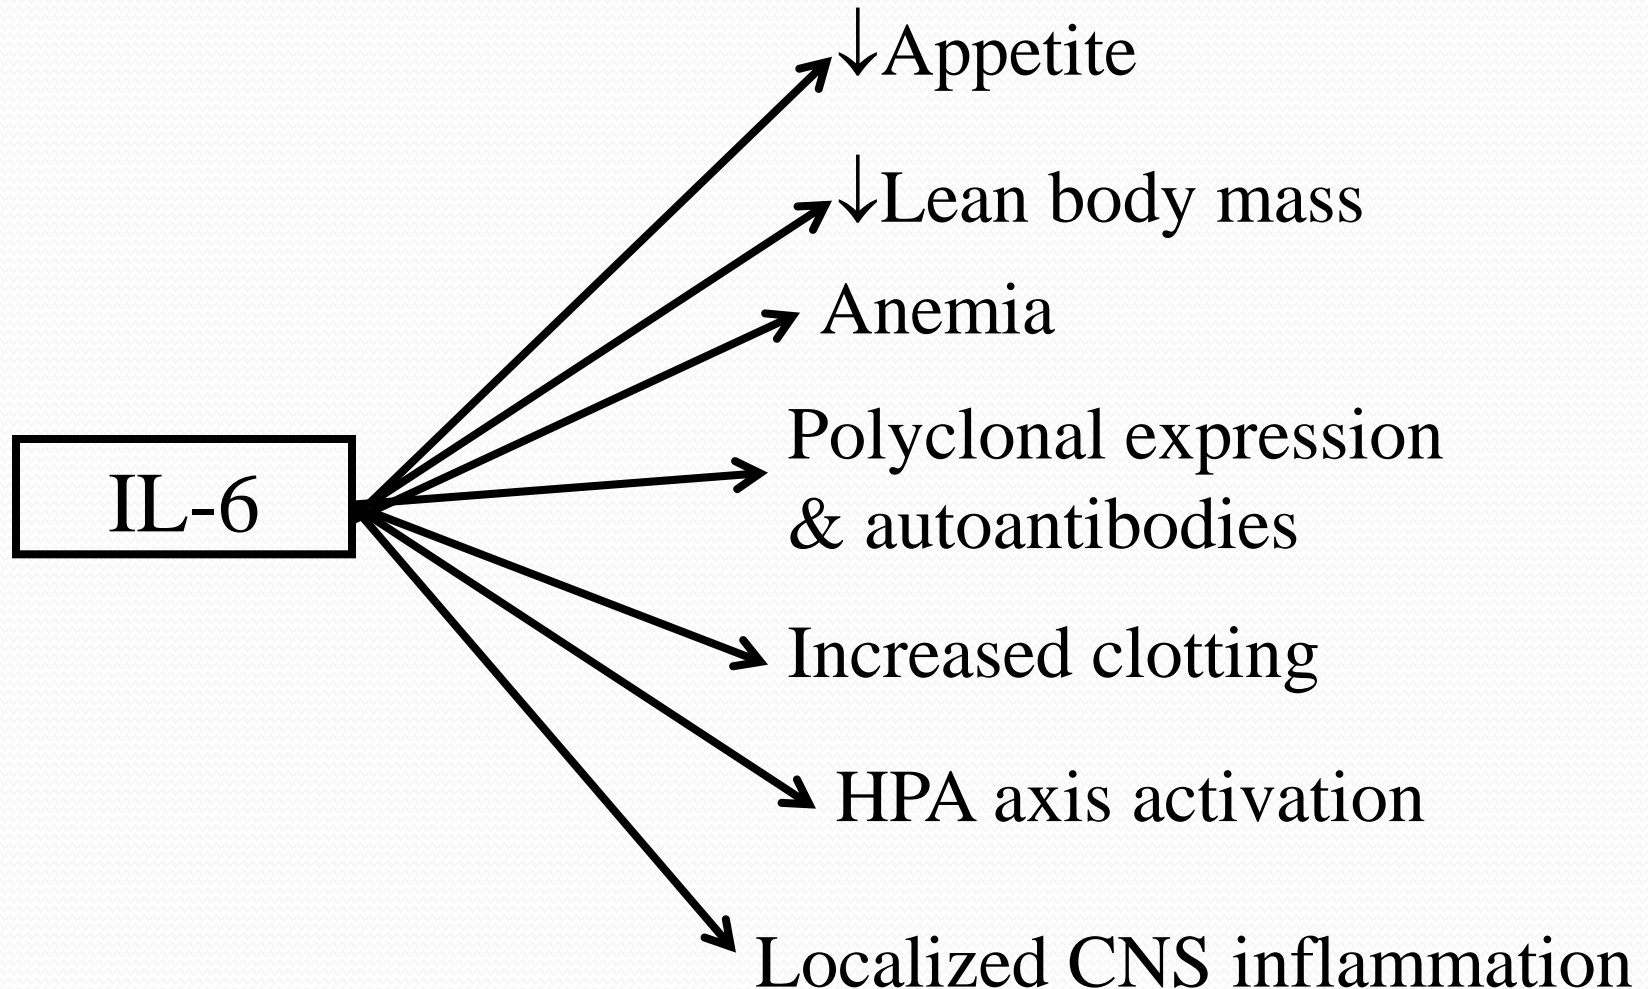 ↓Appetite
↓Lean body mass
Anemia
IL-6
Polyclonal expression
& autoantibodies
Increased clotting
HPA axis activation
Localized CNS inflammation